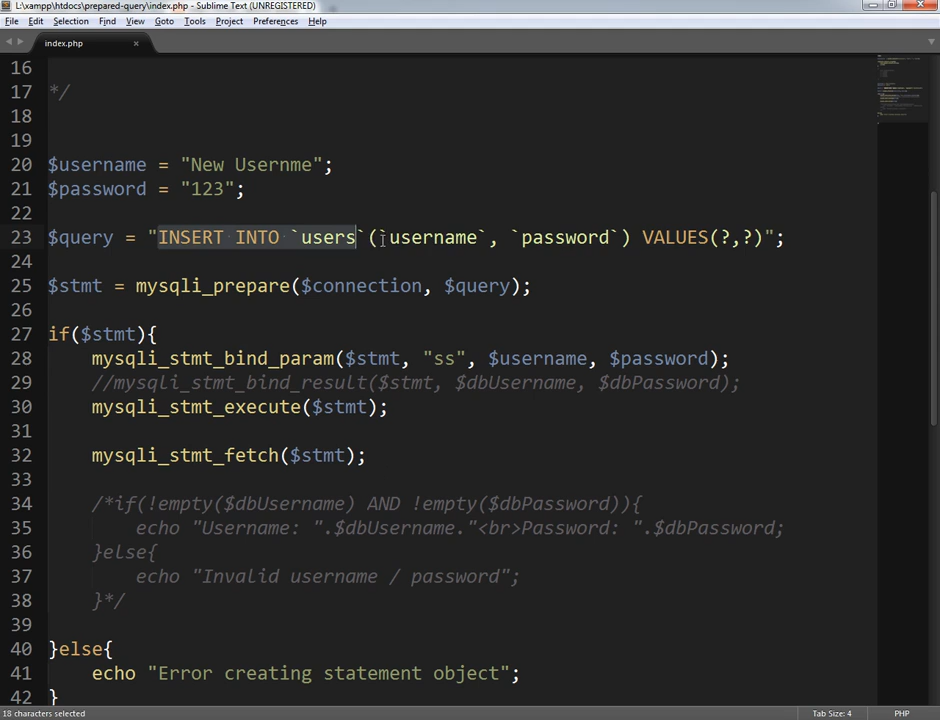 L:\xampp\htdocs\prepared-query\index.php - Sublime Text (UNREGISTERED)
File Edit Selection Find View Goto Tools Project Preferences Help
index.php ×
16
17 */
18
19
20 $username = "New Usernme";
21 $password = "123";
22
23 $query = "INSERT INTO `users`(`username`, `password`) VALUES(?,?)";
24
25 $stmt = mysqli_prepare($connection, $query);
26
27 if($stmt){
28 mysqli_stmt_bind_param($stmt, "ss", $username, $password);
29 //mysqli_stmt_bind_result($stmt, $dbUsername, $dbPassword);
30 mysqli_stmt_execute($stmt);
31
32 mysqli_stmt_fetch($stmt);
33
34 /*if(!empty($dbUsername) AND !empty($dbPassword)){
35 echo "Username: ".$dbUsername."<br>Password: ".$dbPassword;
36 }else{
37 echo "Invalid username / password";
38 }*/
39
40 }else{
41 echo "Error creating statement object";
42 }
18 characters selected Tab Size: 4 PHP